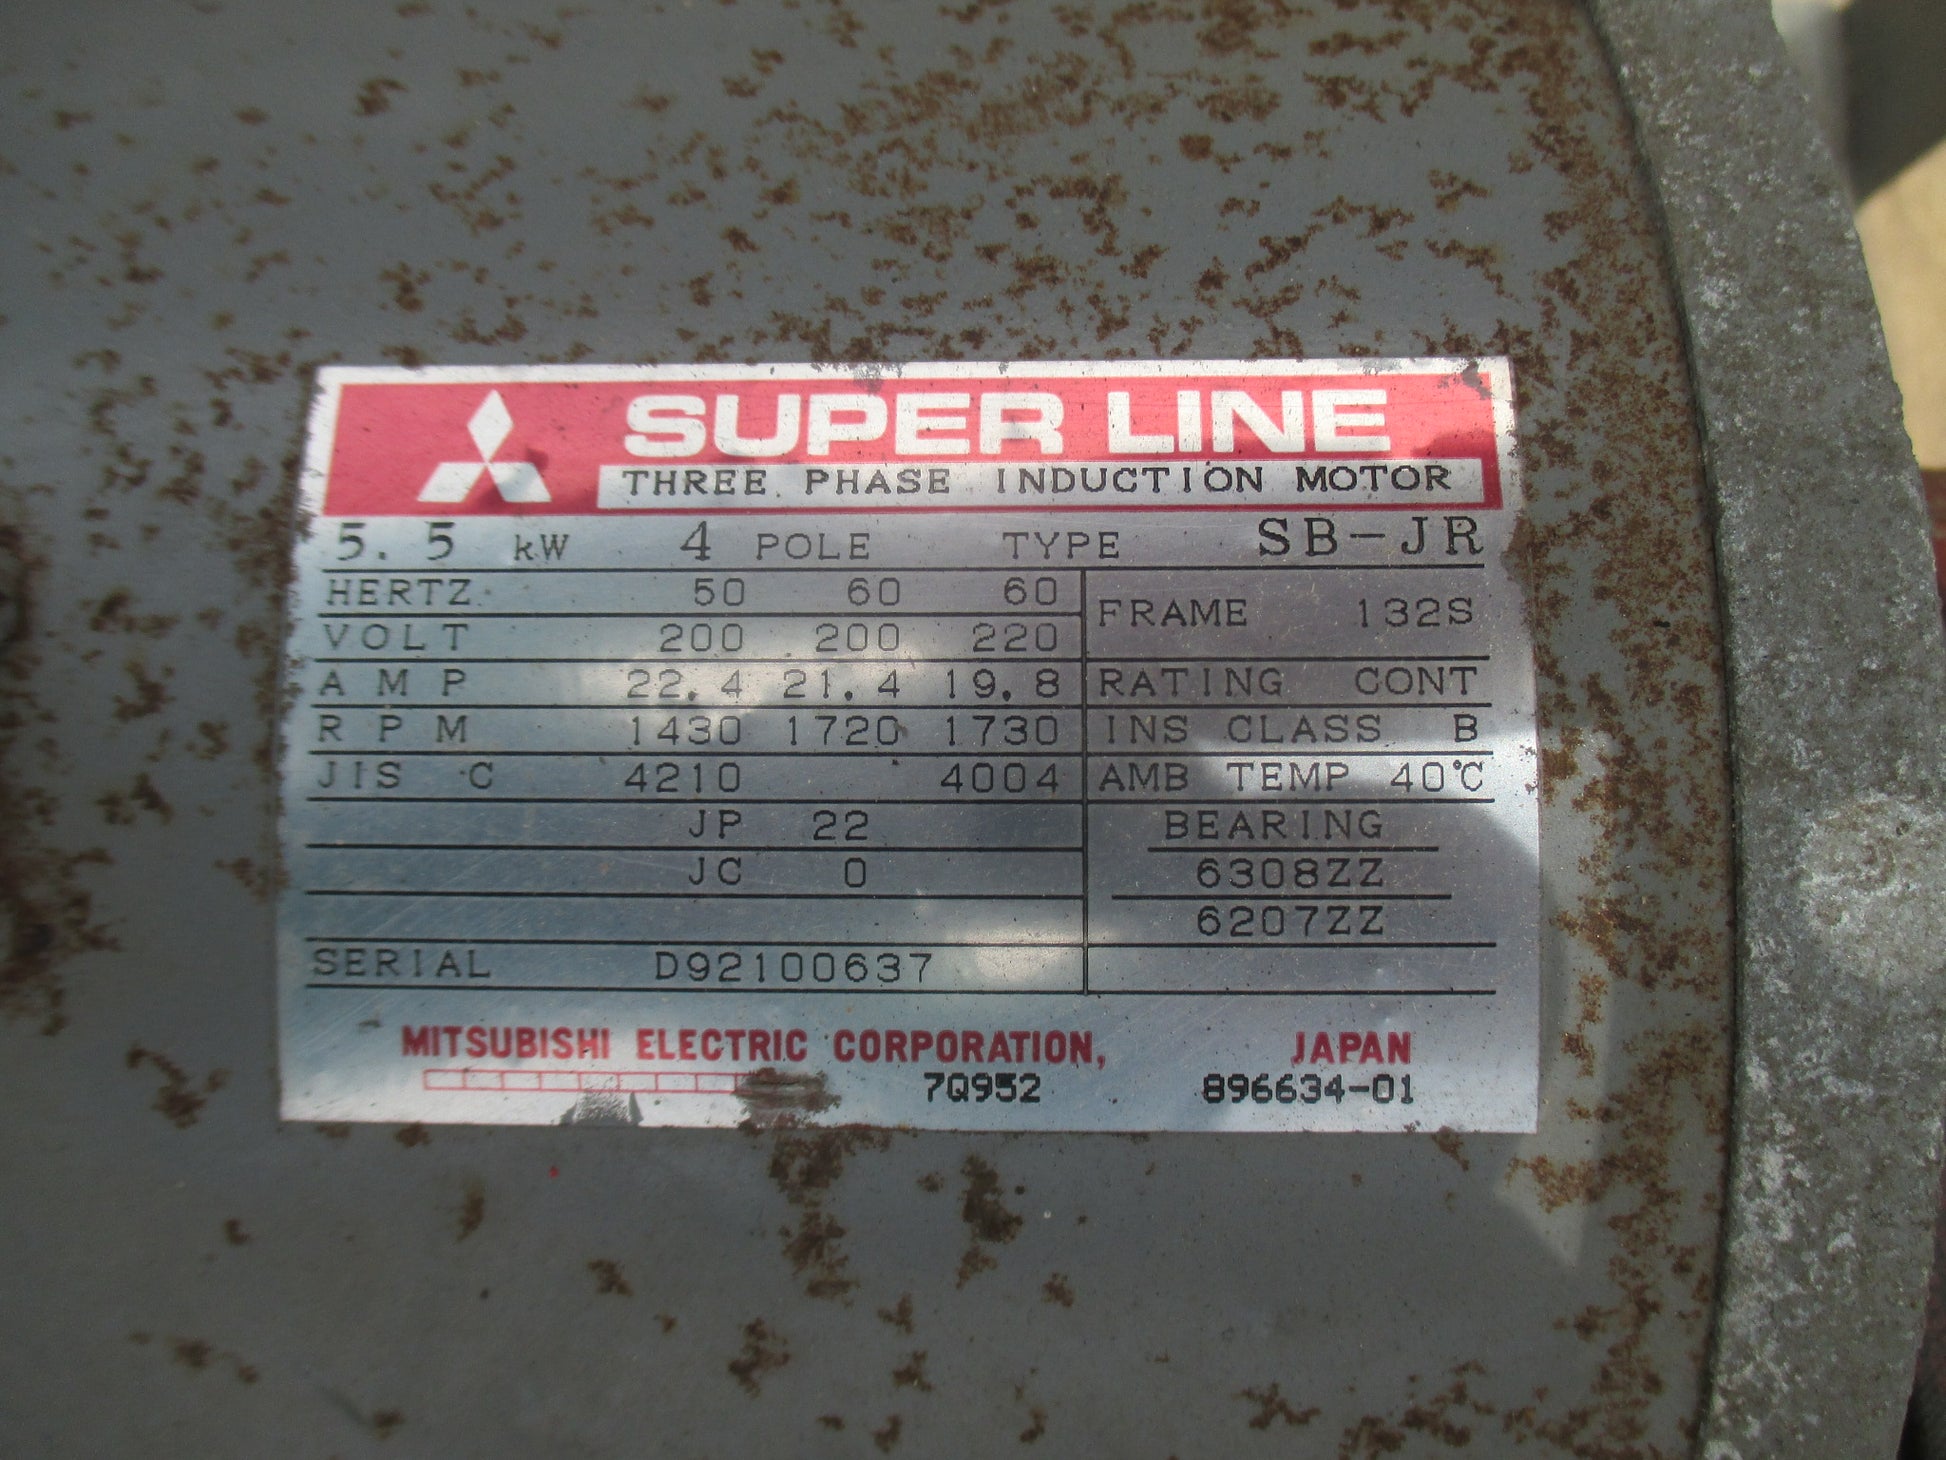 SUPER LINE
THREE PHASE INDUCTION MOTOR
5.5 kW 4 POLE TYPE SB-JR
HERTZ 50 60 60 FRAME 132S
VOLT 200 200 220
AMP 22.4 21.4 19.8 RATING CONT
RPM 1430 1720 1730 INS CLASS B
JIS C 4210 4004 AMB TEMP 40℃
JP 22 BEARING
JC 0 6308ZZ
6207ZZ
SERIAL D92100637
MITSUBISHI ELECTRIC CORPORATION, JAPAN
7Q952 896634-01